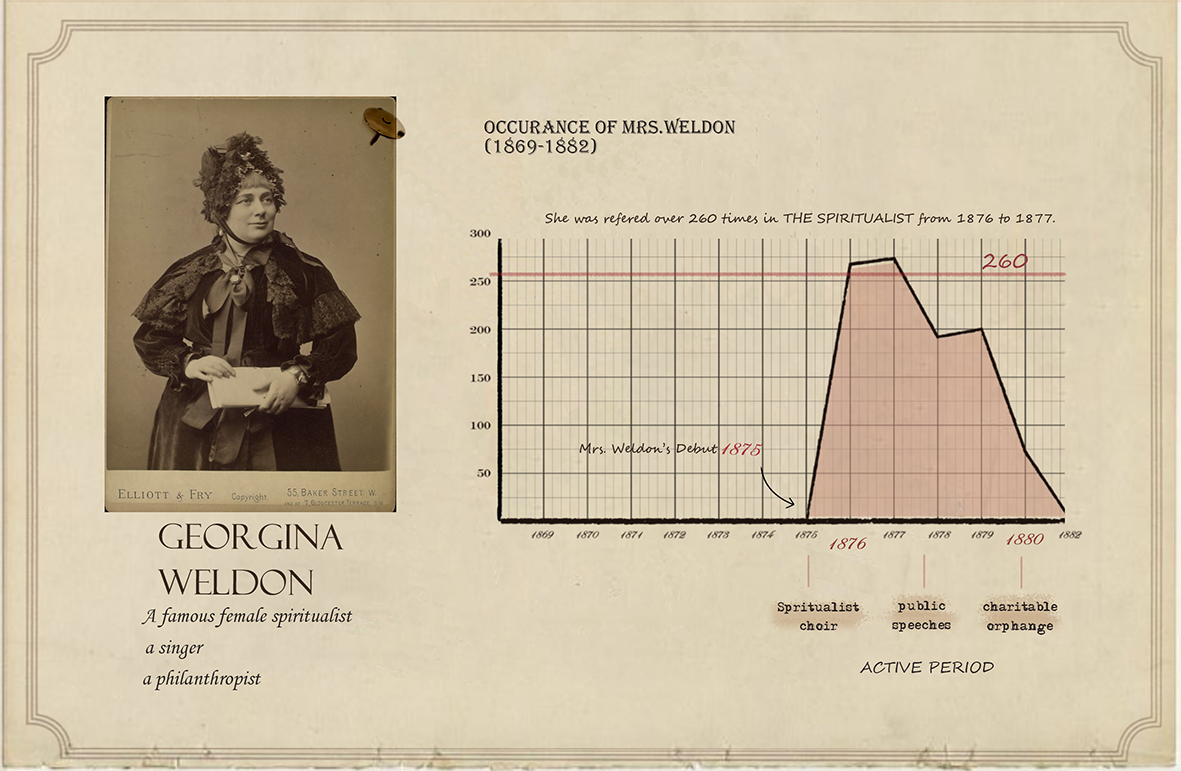 ELLIOTT & FRY Copyright. 55, BAKER STREET. W.
AND AT 7, GLOUCESTER TERRACE, S.W.
GEORGINA
WELDON
A famous female spiritualist
a singer
a philanthropist
OCCURANCE OF MRS.WELDON
(1869-1882)
She was refered over 260 times in THE SPIRITUALIST from 1876 to 1877.
300
260
250
200
150
100
Mrs. Weldon's Debut 1875
50
1869 1870 1871 1872 1873 1874 1875 1876 1877 1878 1879 1880 1882
Spritualist public charitable
choir speeches orphange
ACTIVE PERIOD